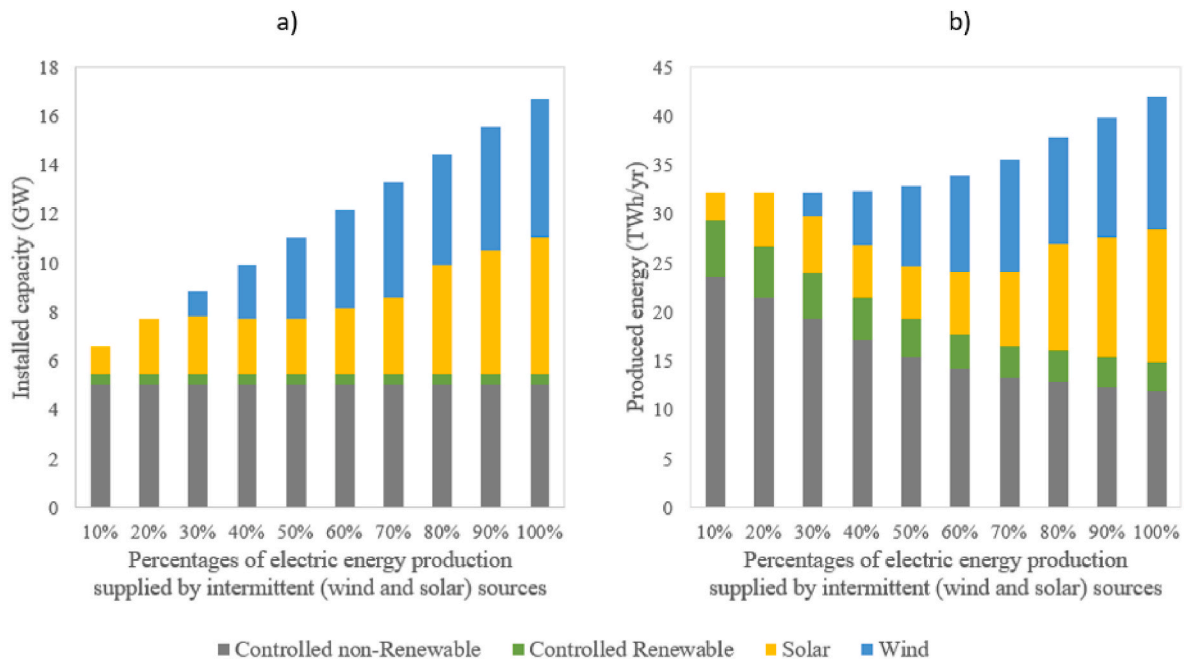 a)
Installed capacity (GW)
18
16
14
12
10
8
6
4
2
0
10% 20% 30% 40% 50% 60% 70% 80% 90% 100%
Percentages of electric energy production
supplied by intermittent (wind and solar) sources
b)
Produced energy (TWh/yr)
45
40
35
30
25
20
15
10
5
0
10% 20% 30% 40% 50% 60% 70% 80% 90% 100%
Percentages of electric energy production
supplied by intermittent (wind and solar) sources
Controlled non-Renewable Controlled Renewable Solar Wind